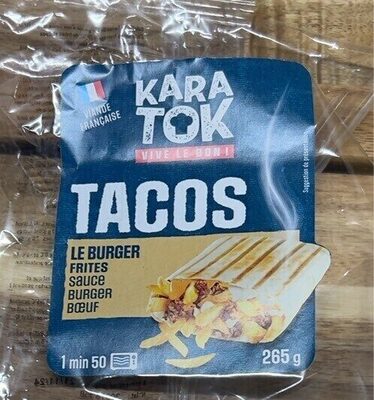 VIANDE
FRANÇAISE
KARA
TOK
VIVE LE BON !
Suggestion de présentation
TACOS
LE BURGER
FRITES
SAUCE
BURGER
BŒUF
1 min 50
265 g